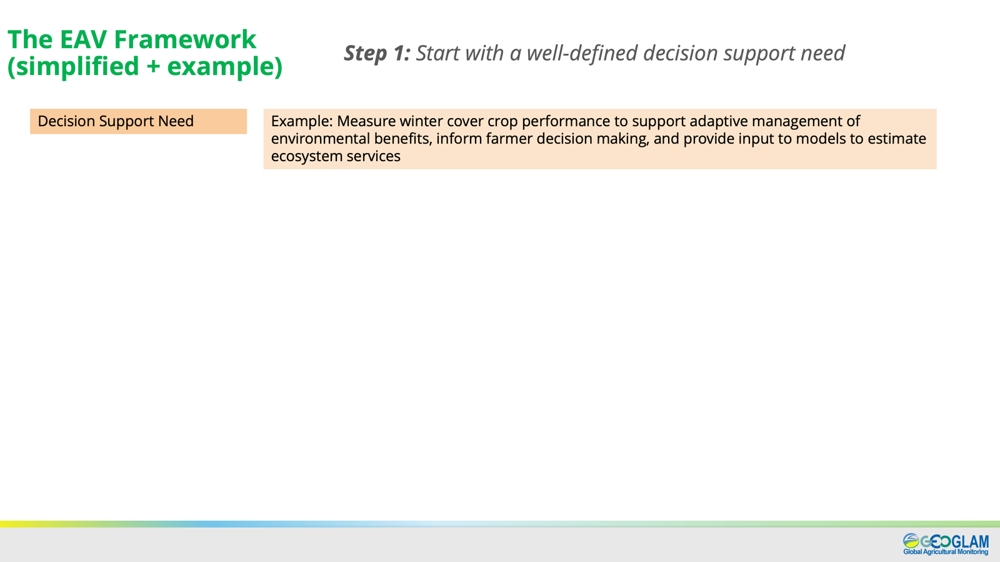 The EAV Framework
(simplified + example)
Step 1: Start with a well-defined decision support need
Decision Support Need
Example: Measure winter cover crop performance to support adaptive management of
environmental benefits, inform farmer decision making, and provide input to models to estimate
ecosystem services
GEOGLAM
Global Agricultural Monitoring